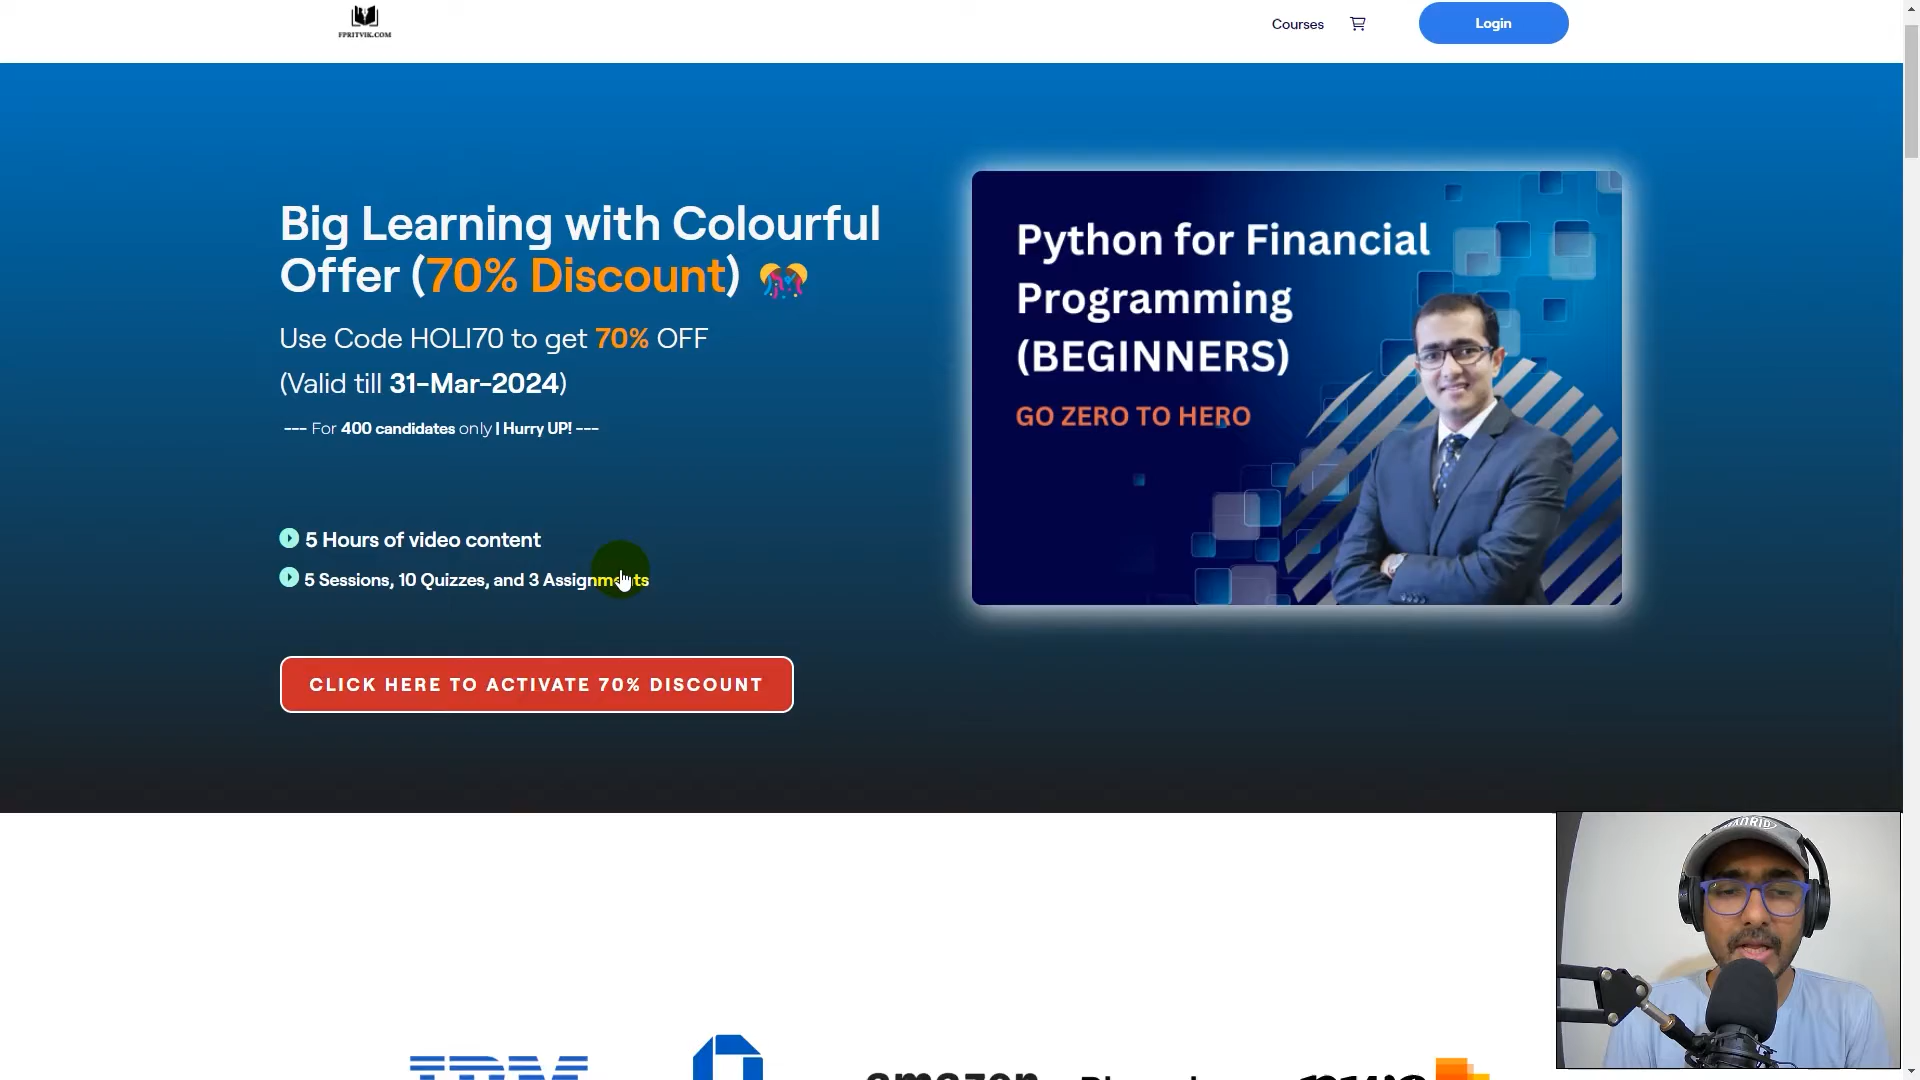 FPRITVIK.COM
Courses
Login
Big Learning with Colourful
Offer (70% Discount)
Use Code HOLI70 to get 70% OFF
(Valid till 31-Mar-2024)
--- For 400 candidates only | Hurry UP! ---
5 Hours of video content
5 Sessions, 10 Quizzes, and 3 Assignments
CLICK HERE TO ACTIVATE 70% DISCOUNT
Python for Financial
Programming
(BEGINNERS)
GO ZERO TO HERO
IBM
amazon